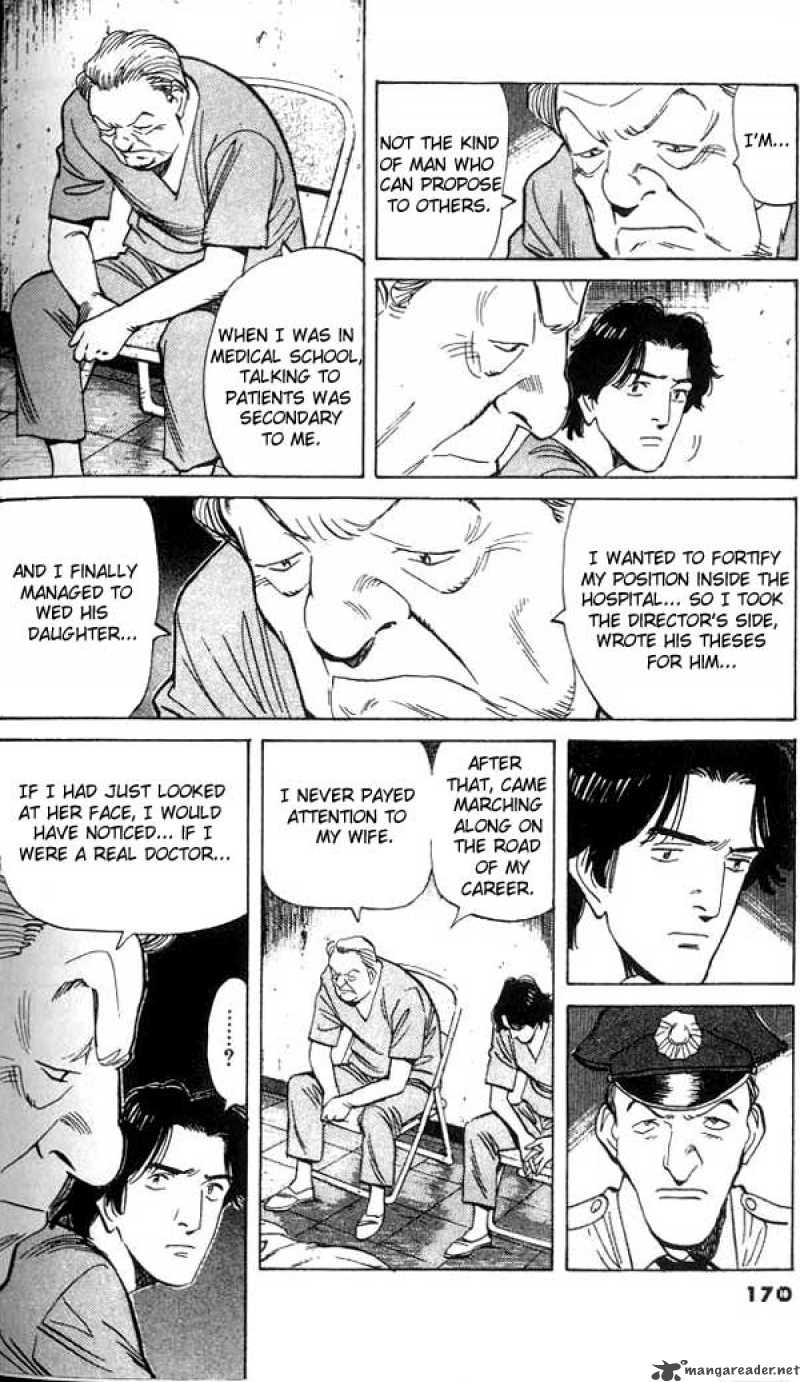 I'M...
NOT THE KIND
OF MAN WHO
CAN PROPOSE
TO OTHERS.
WHEN I WAS IN
MEDICAL SCHOOL,
TALKING TO
PATIENTS WAS
SECONDARY
TO ME.
I WANTED TO FORTIFY
MY POSITION INSIDE THE
HOSPITAL... SO I TOOK
THE DIRECTOR'S SIDE,
WROTE HIS THESES
FOR HIM...
AND I FINALLY
MANAGED TO
WED HIS
DAUGHTER...
AFTER
THAT, CAME
MARCHING
ALONG ON
THE ROAD
OF MY
CAREER.
I NEVER PAYED
ATTENTION TO
MY WIFE.
IF I HAD JUST LOOKED
AT HER FACE, I WOULD
HAVE NOTICED... IF I
WERE A REAL DOCTOR...
......?
170
mangareader.net